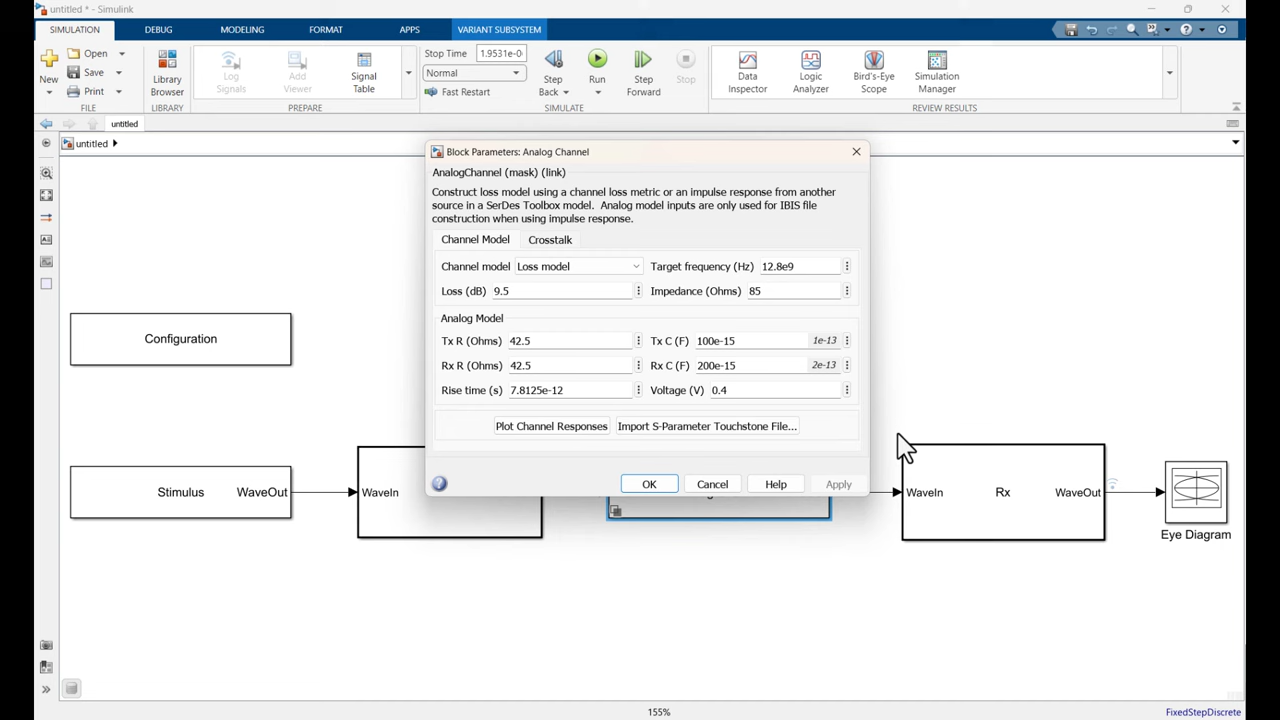 untitled * - Simulink
SIMULATION DEBUG MODELING FORMAT APPS VARIANT SUBSYSTEM
New
Open
Save
Print
FILE
Library Browser
LIBRARY
Log Signals
Add Viewer
Signal Table
PREPARE
Stop Time 1.9531e-0
Normal
Fast Restart
Step Back
Run
Step Forward
Stop
SIMULATE
Data Inspector
Logic Analyzer
Bird's-Eye Scope
Simulation Manager
REVIEW RESULTS
untitled
untitled
Block Parameters: Analog Channel
AnalogChannel (mask) (link)
Construct loss model using a channel loss metric or an impulse response from another
source in a SerDes Toolbox model. Analog model inputs are only used for IBIS file
construction when using impulse response.
Channel Model Crosstalk
Channel model Loss model Target frequency (Hz) 12.8e9
Loss (dB) 9.5 Impedance (Ohms) 85
Analog Model
Tx R (Ohms) 42.5 Tx C (F) 100e-15 1e-13
Rx R (Ohms) 42.5 Rx C (F) 200e-15 2e-13
Rise time (s) 7.8125e-12 Voltage (V) 0.4
Plot Channel Responses Import S-Parameter Touchstone File...
OK Cancel Help Apply
Configuration
Stimulus WaveOut
WaveIn
WaveIn Rx WaveOut
Eye Diagram
155%
FixedStepDiscrete